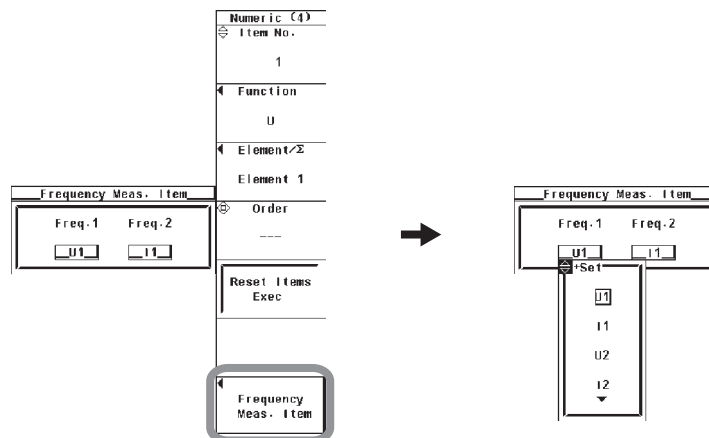 Numeric (4)
Item No.
1
Function
U
Element/Σ
Element 1
Order
---
Reset Items
Exec
Frequency
Meas. Item
Frequency Meas. Item
Freq.1 Freq.2
U1 I1
Frequency Meas. Item
Freq.1 Freq.2
U1 I1
+Set
U1
I1
U2
I2